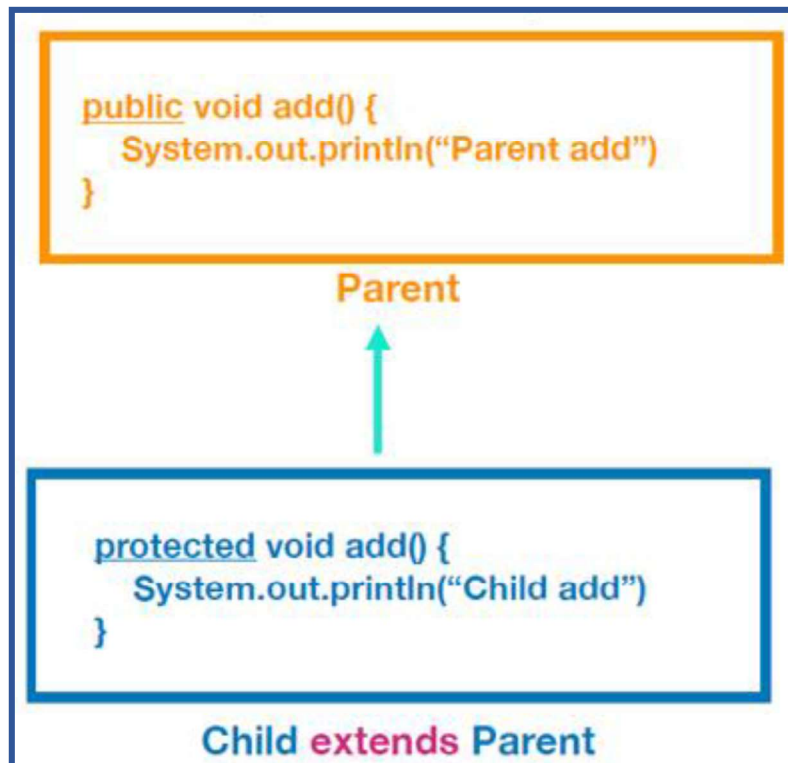 public void add() {
System.out.println(“Parent add”)
}
Parent
protected void add() {
System.out.println(“Child add”)
}
Child extends Parent